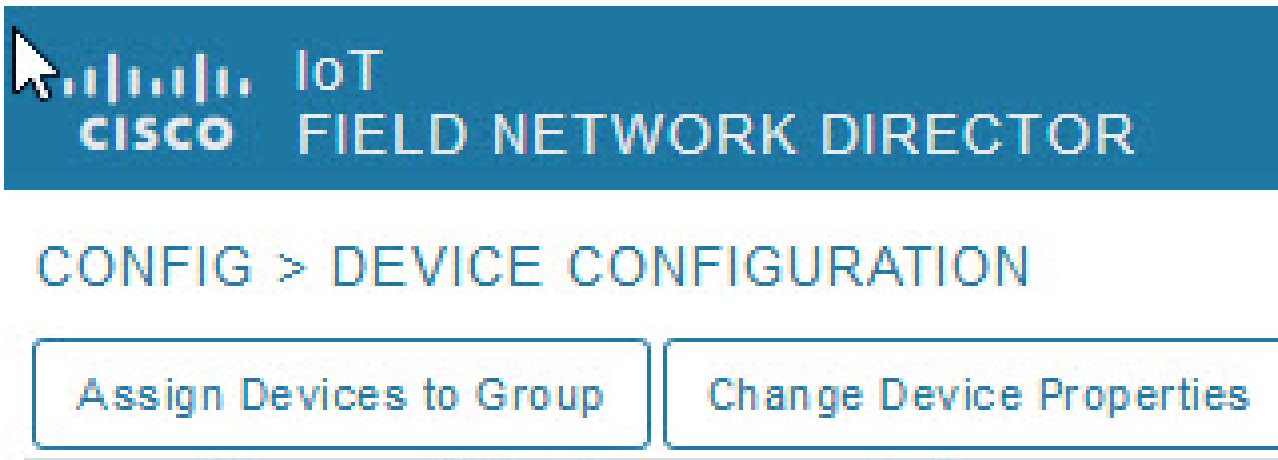 IoT
CISCO FIELD NETWORK DIRECTOR
CONFIG > DEVICE CONFIGURATION
Assign Devices to Group Change Device Properties